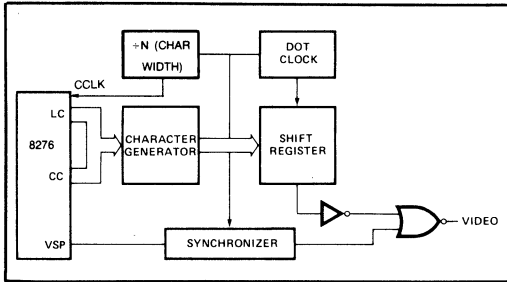 ÷N (CHAR
WIDTH)
DOT
CLOCK
CCLK
LC
8276
CC
VSP
CHARACTER
GENERATOR
SHIFT
REGISTER
SYNCHRONIZER
VIDEO